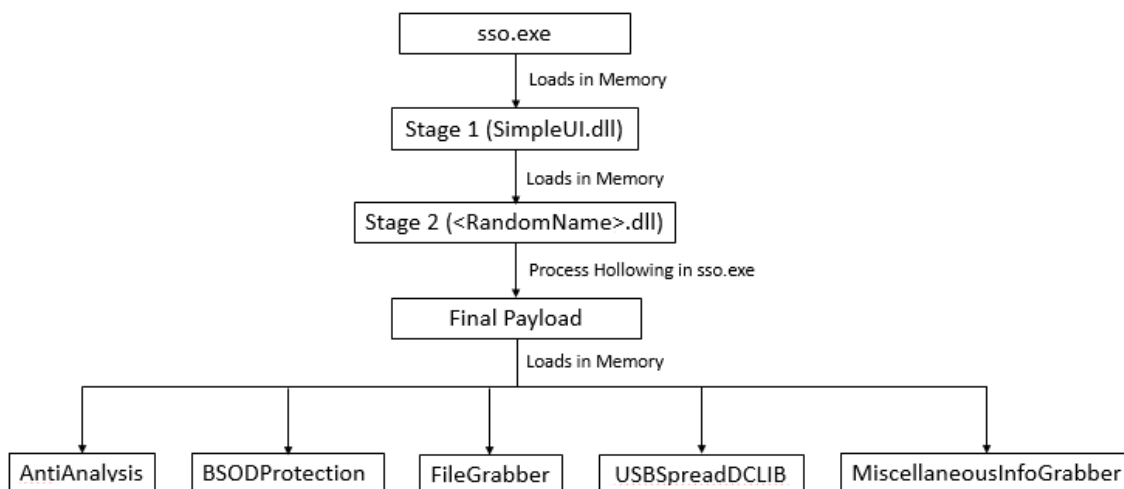 sso.exe
Loads in Memory
Stage 1 (SimpleUI.dll)
Loads in Memory
Stage 2 (<RandomName>.dll)
Process Hollowing in sso.exe
Final Payload
Loads in Memory
AntiAnalysis
BSODProtection
FileGrabber
USBSpreadDCLIB
MiscellaneousInfoGrabber